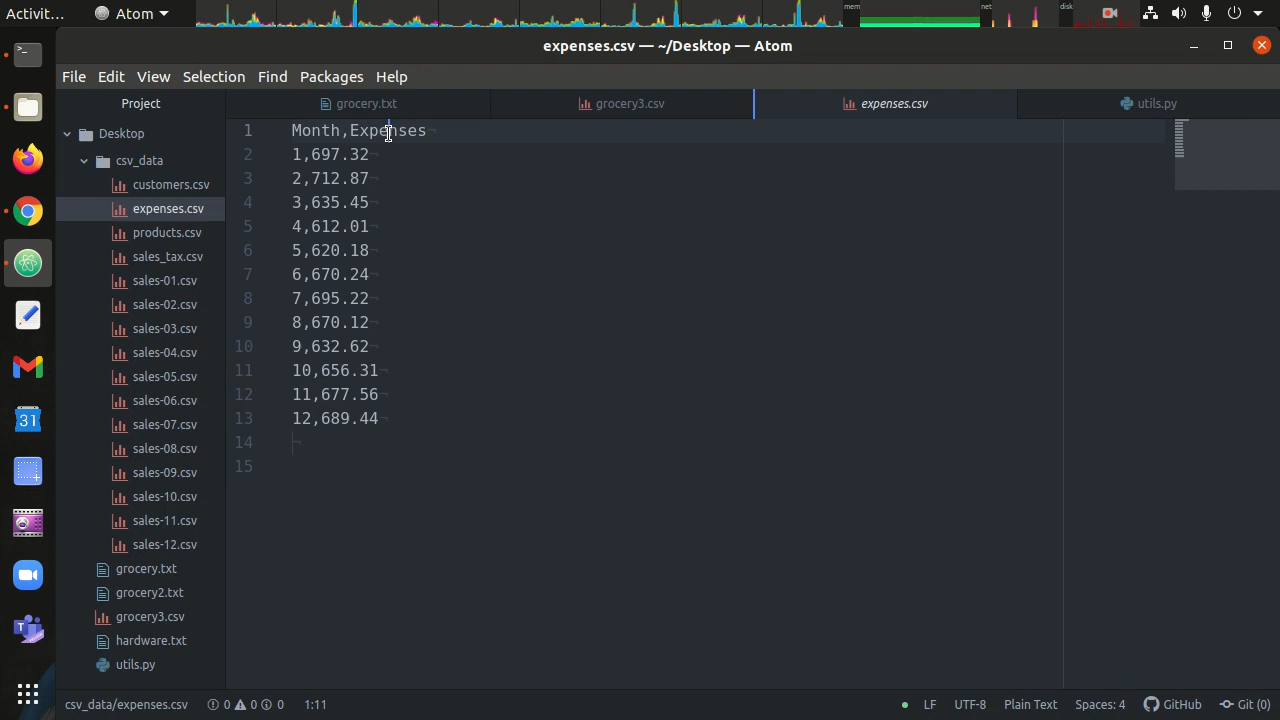 Activit... Atom mem net disk
expenses.csv — ~/Desktop — Atom
File Edit View Selection Find Packages Help
Project
grocery.txt grocery3.csv expenses.csv utils.py
Desktop
csv_data
customers.csv
expenses.csv
products.csv
sales_tax.csv
sales-01.csv
sales-02.csv
sales-03.csv
sales-04.csv
sales-05.csv
sales-06.csv
sales-07.csv
sales-08.csv
sales-09.csv
sales-10.csv
sales-11.csv
sales-12.csv
grocery.txt
grocery2.txt
grocery3.csv
hardware.txt
utils.py
1 Month,Expenses¬
2 1,697.32¬
3 2,712.87¬
4 3,635.45¬
5 4,612.01¬
6 5,620.18¬
7 6,670.24¬
8 7,695.22¬
9 8,670.12¬
10 9,632.62¬
11 10,656.31¬
12 11,677.56¬
13 12,689.44¬
14 ¬
15
31
T
csv_data/expenses.csv 0 0 0 1:11 LF UTF-8 Plain Text Spaces: 4 GitHub Git (0)